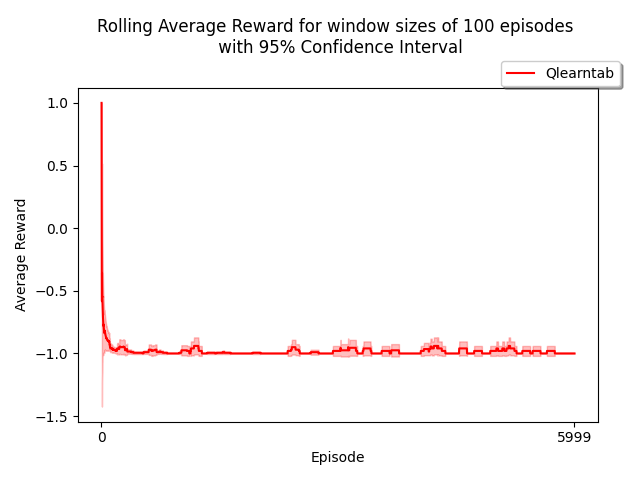 Rolling Average Reward for window sizes of 100 episodes
with 95% Confidence Interval
Qlearntab
1.0
0.5
0.0
−0.5
−1.0
−1.5
Average Reward
0
5999
Episode